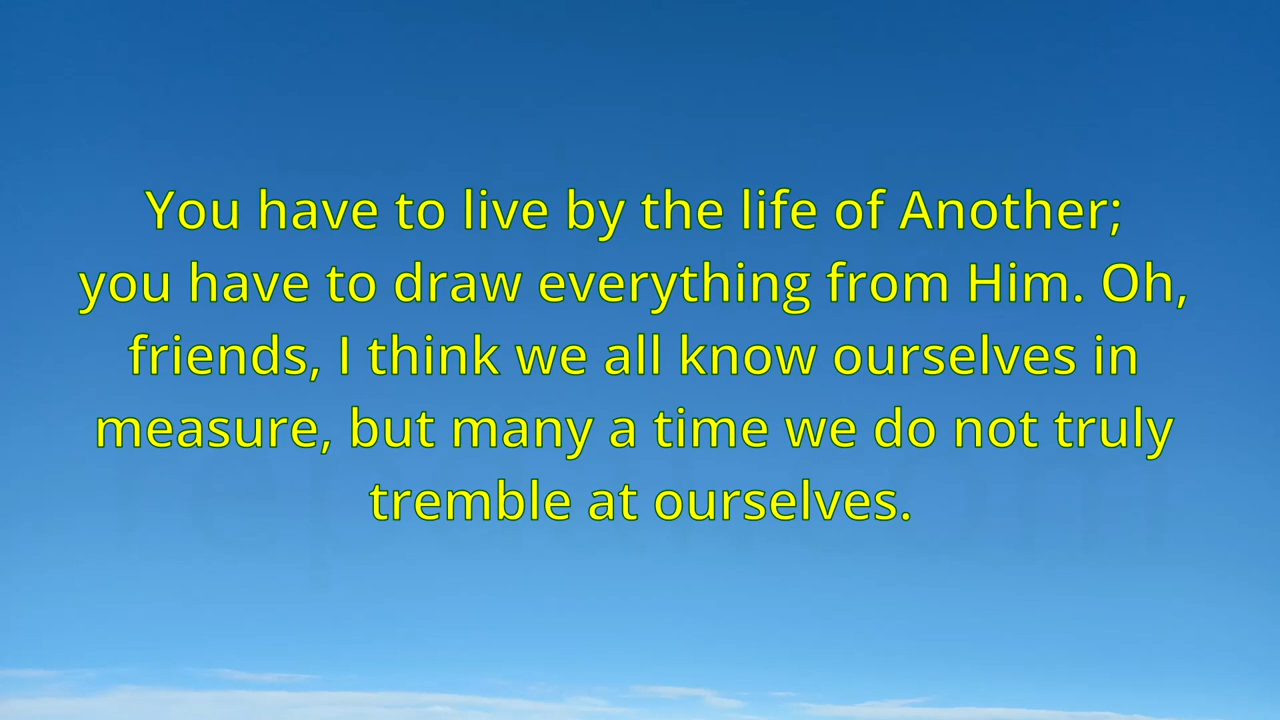 You have to live by the life of Another;
you have to draw everything from Him. Oh,
friends, I think we all know ourselves in
measure, but many a time we do not truly
tremble at ourselves.